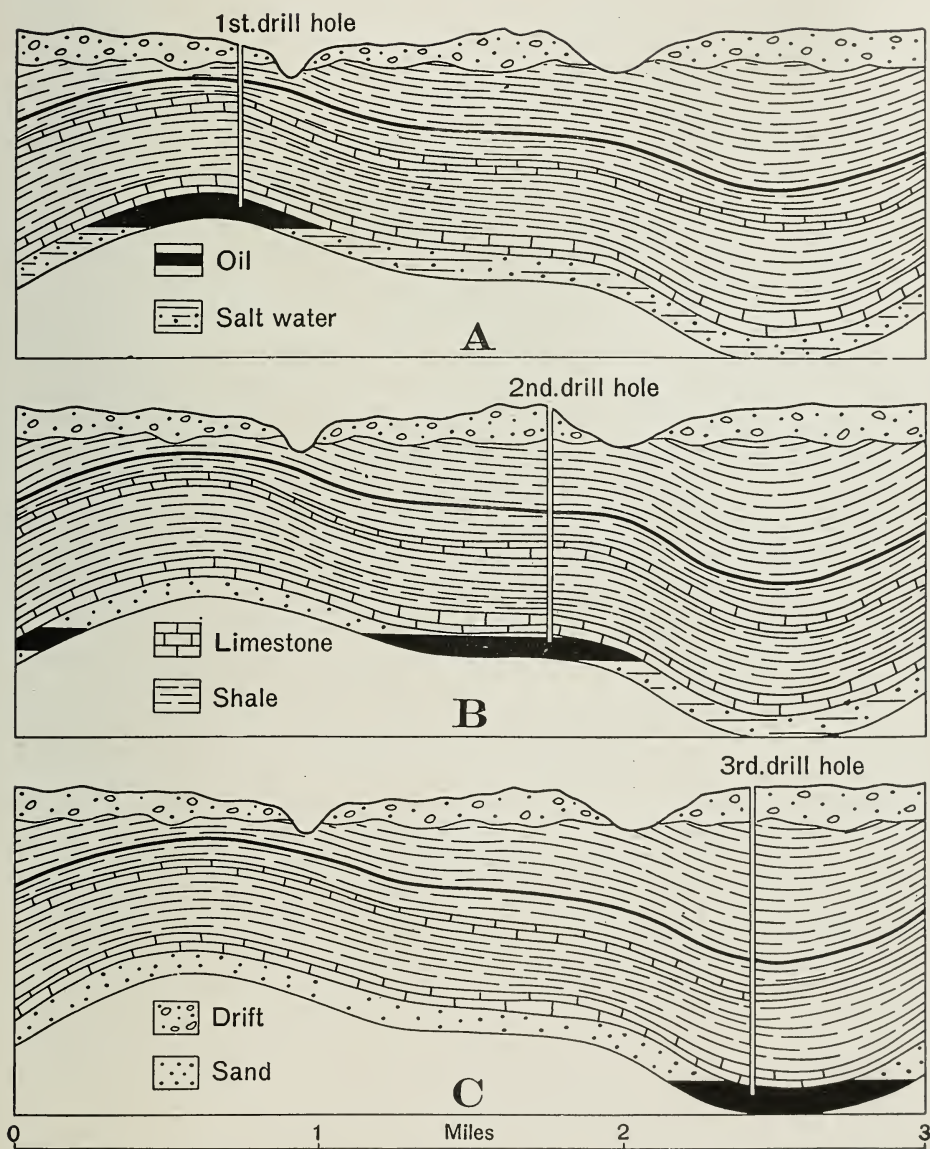 1st.drill hole
Oil
Salt water
A
2nd.drill hole
Limestone
Shale
B
3rd.drill hole
Drift
Sand
C
0 1 Miles 2 3